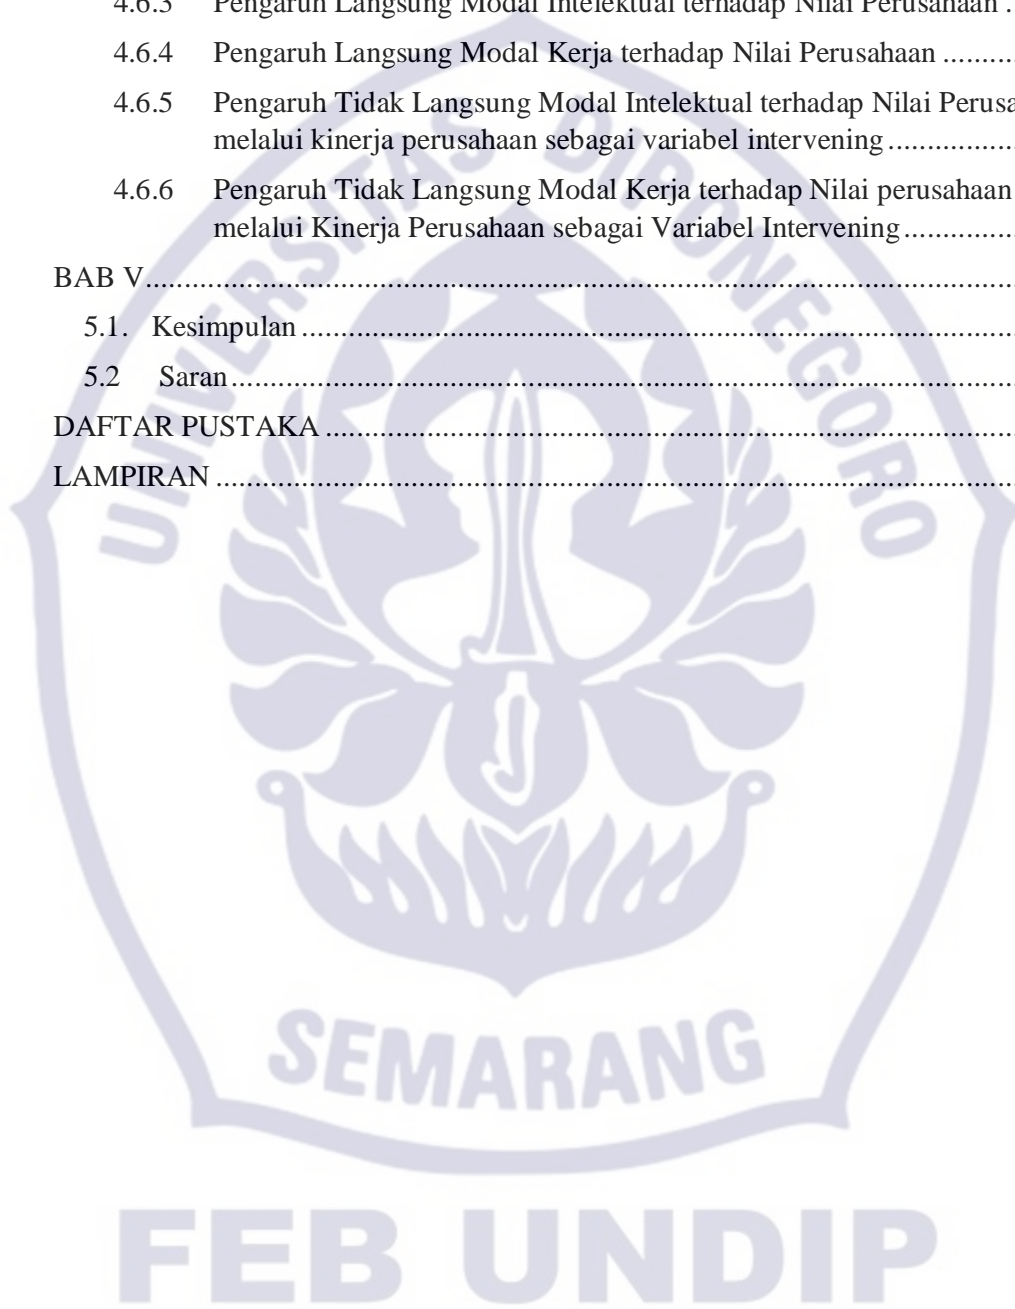 4.6.3 Pengaruh Langsung Modal Intelektual terhadap Nilai Perusahaan .
4.6.4 Pengaruh Langsung Modal Kerja terhadap Nilai Perusahaan ..........
4.6.5 Pengaruh Tidak Langsung Modal Intelektual terhadap Nilai Perusa
melalui kinerja perusahaan sebagai variabel intervening ..................
4.6.6 Pengaruh Tidak Langsung Modal Kerja terhadap Nilai perusahaan
melalui Kinerja Perusahaan sebagai Variabel Intervening ................
BAB V................................................................................
5.1. Kesimpulan ................................................................................
5.2 Saran ................................................................................
DAFTAR PUSTAKA ................................................................................
LAMPIRAN ................................................................................
UNIVERSITAS DIPONEGORO
SEMARANG
FEB UNDIP